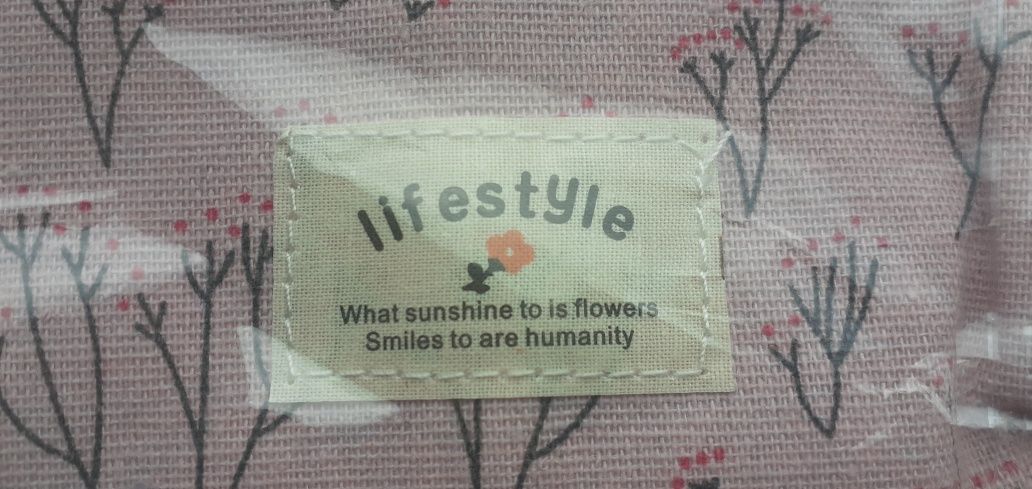 lifestyle
What sunshine to is flowers
Smiles to are humanity